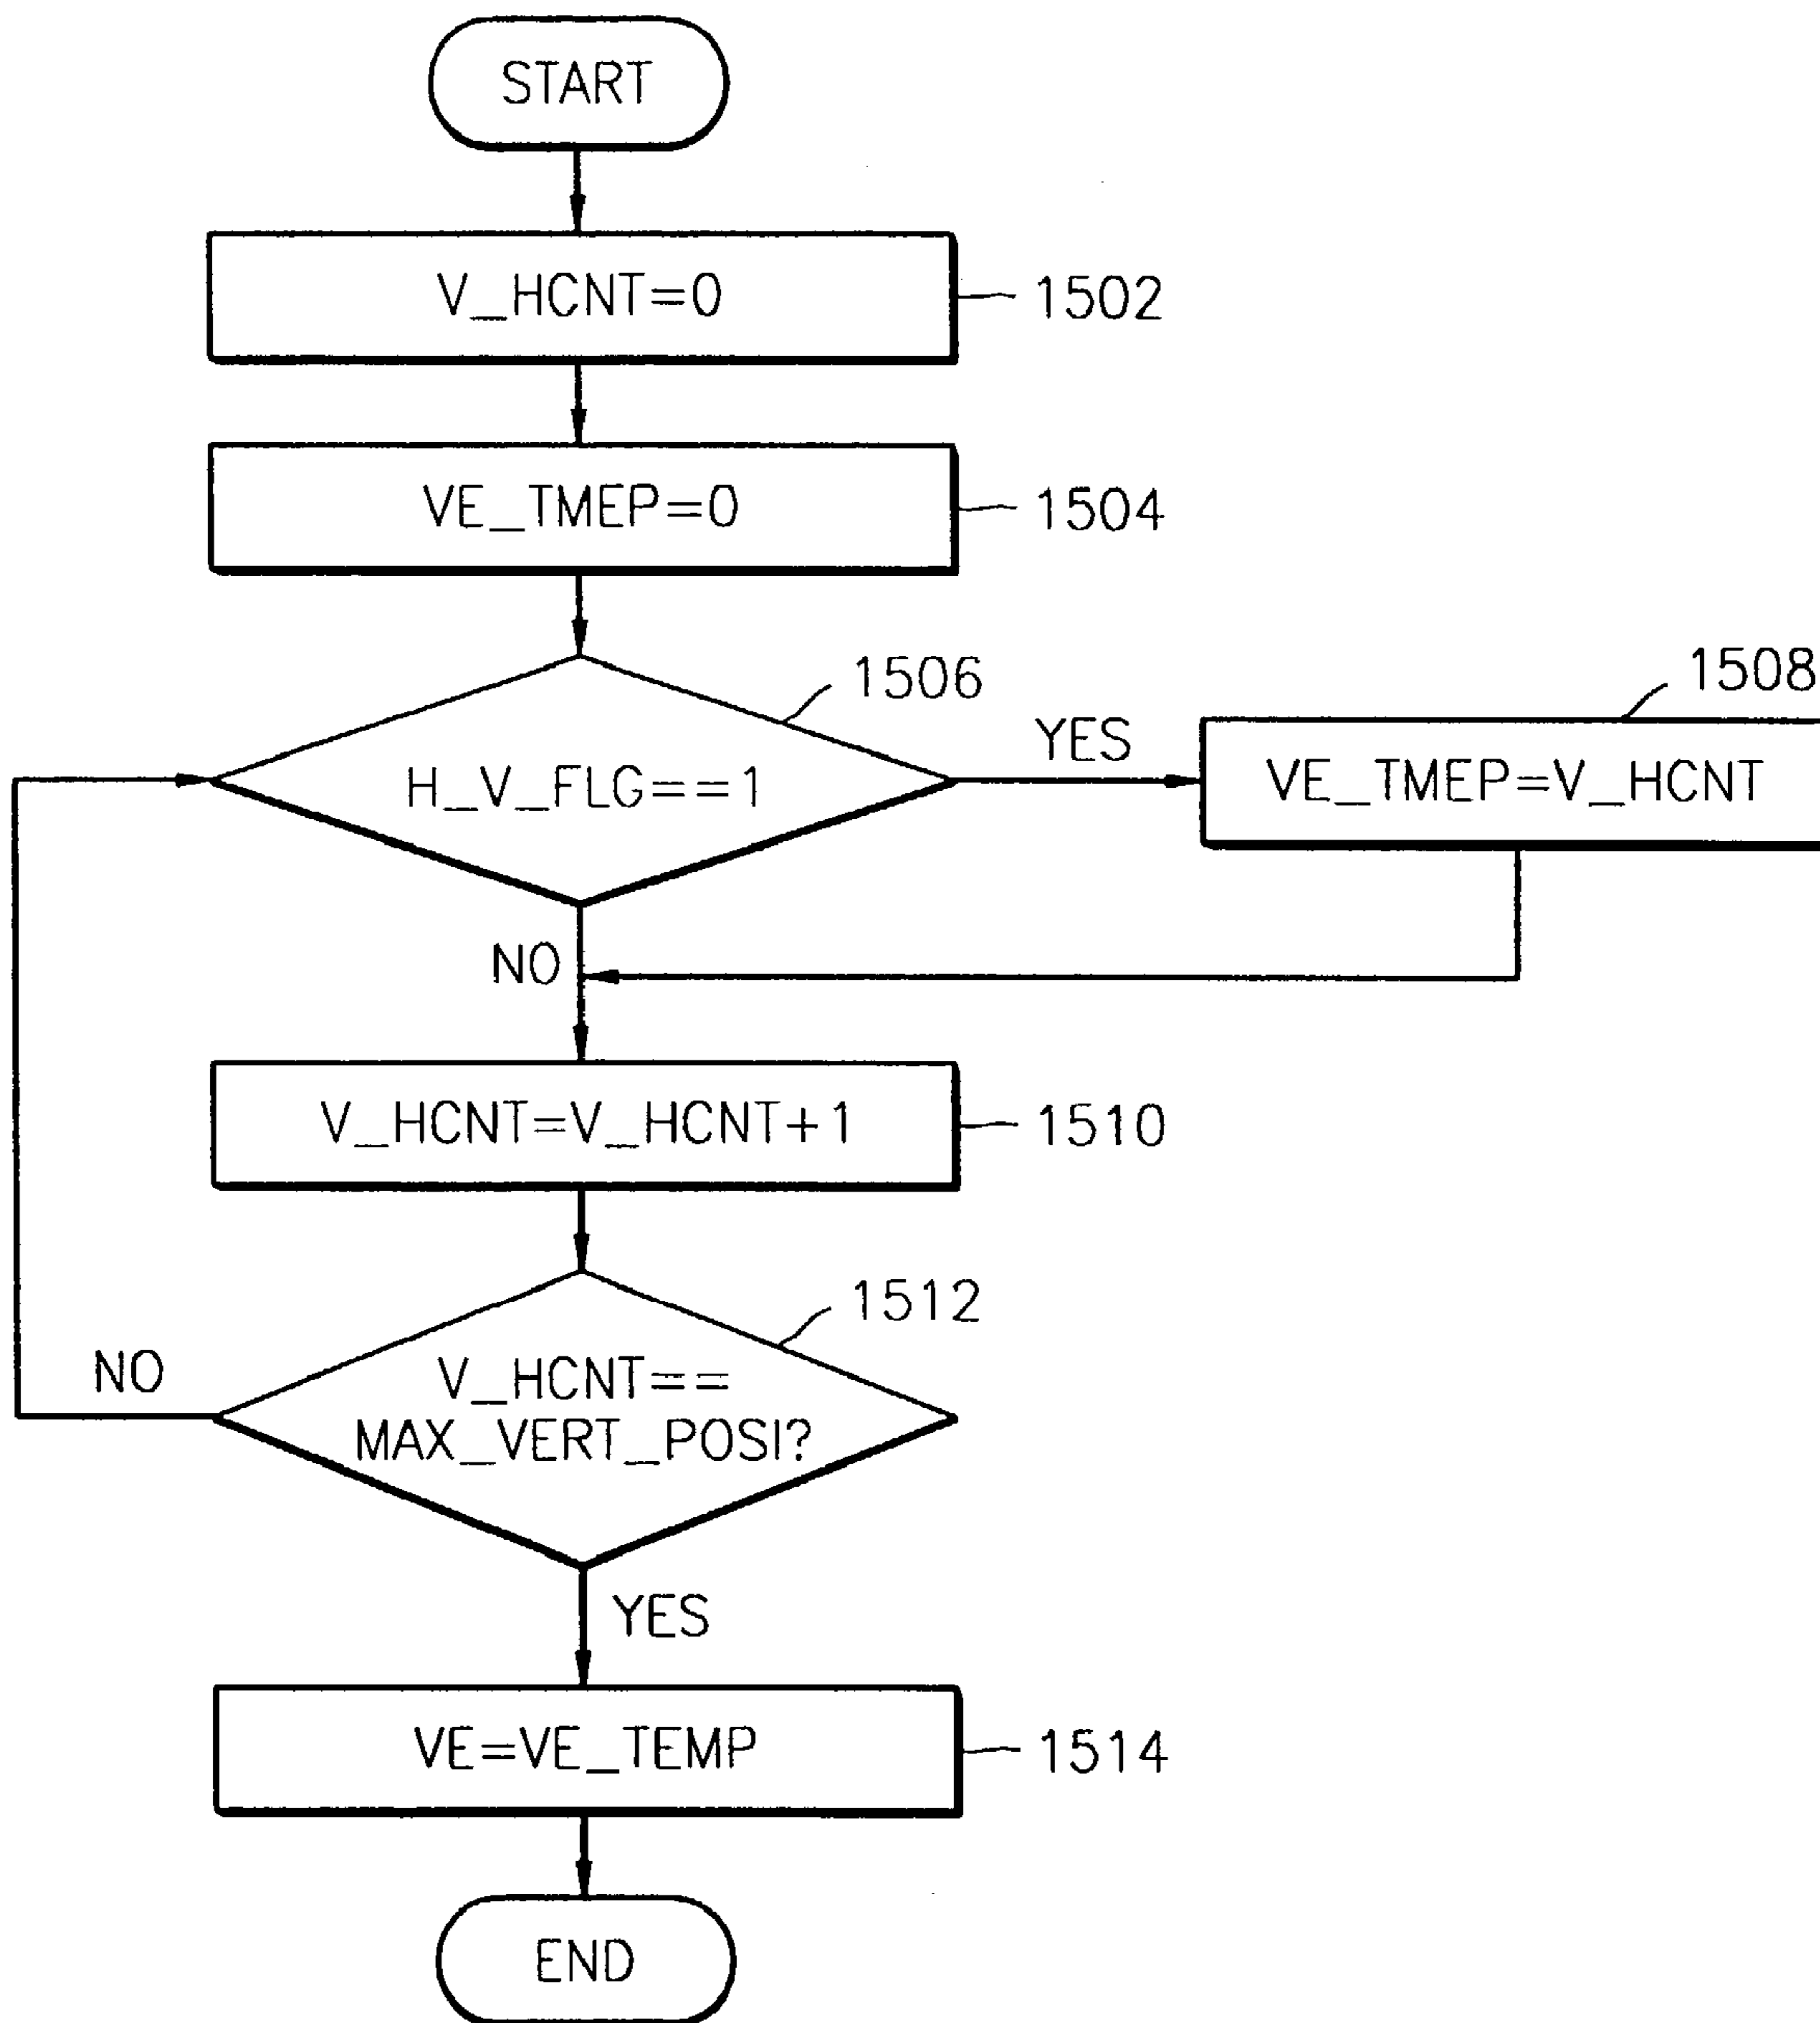 START
V_HCNT=0
1502
VE_TMEP=0
1504
1506
H_V_FLG==1
YES
1508
VE_TMEP=V_HCNT
NO
V_HCNT=V_HCNT+1
1510
1512
V_HCNT==
MAX_VERT_POSI?
NO
YES
VE=VE_TEMP
1514
END